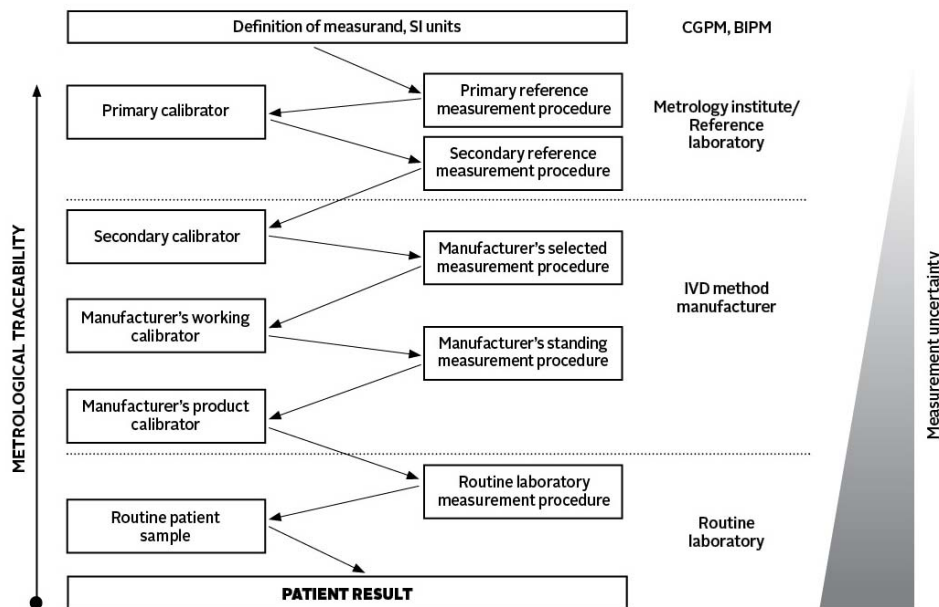 Definition of measurand, SI units
CGPM, BIPM
Primary reference
measurement procedure
Primary calibrator
Metrology institute/
Reference
laboratory
Secondary reference
measurement procedure
Secondary calibrator
Manufacturer's selected
measurement procedure
IVD method
manufacturer
Manufacturer's working
calibrator
Manufacturer's standing
measurement procedure
Manufacturer's product
calibrator
Routine laboratory
measurement procedure
Routine patient
sample
Routine
laboratory
PATIENT RESULT
METROLOGICAL TRACEABILITY
Measurement uncertainty